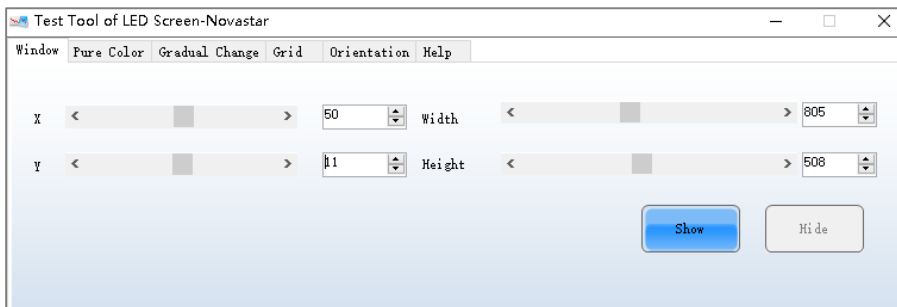 Test Tool of LED Screen-Novastar
Window Pure Color Gradual Change Grid Orientation Help
X 50 Width 805
Y 11 Height 508
Show Hide